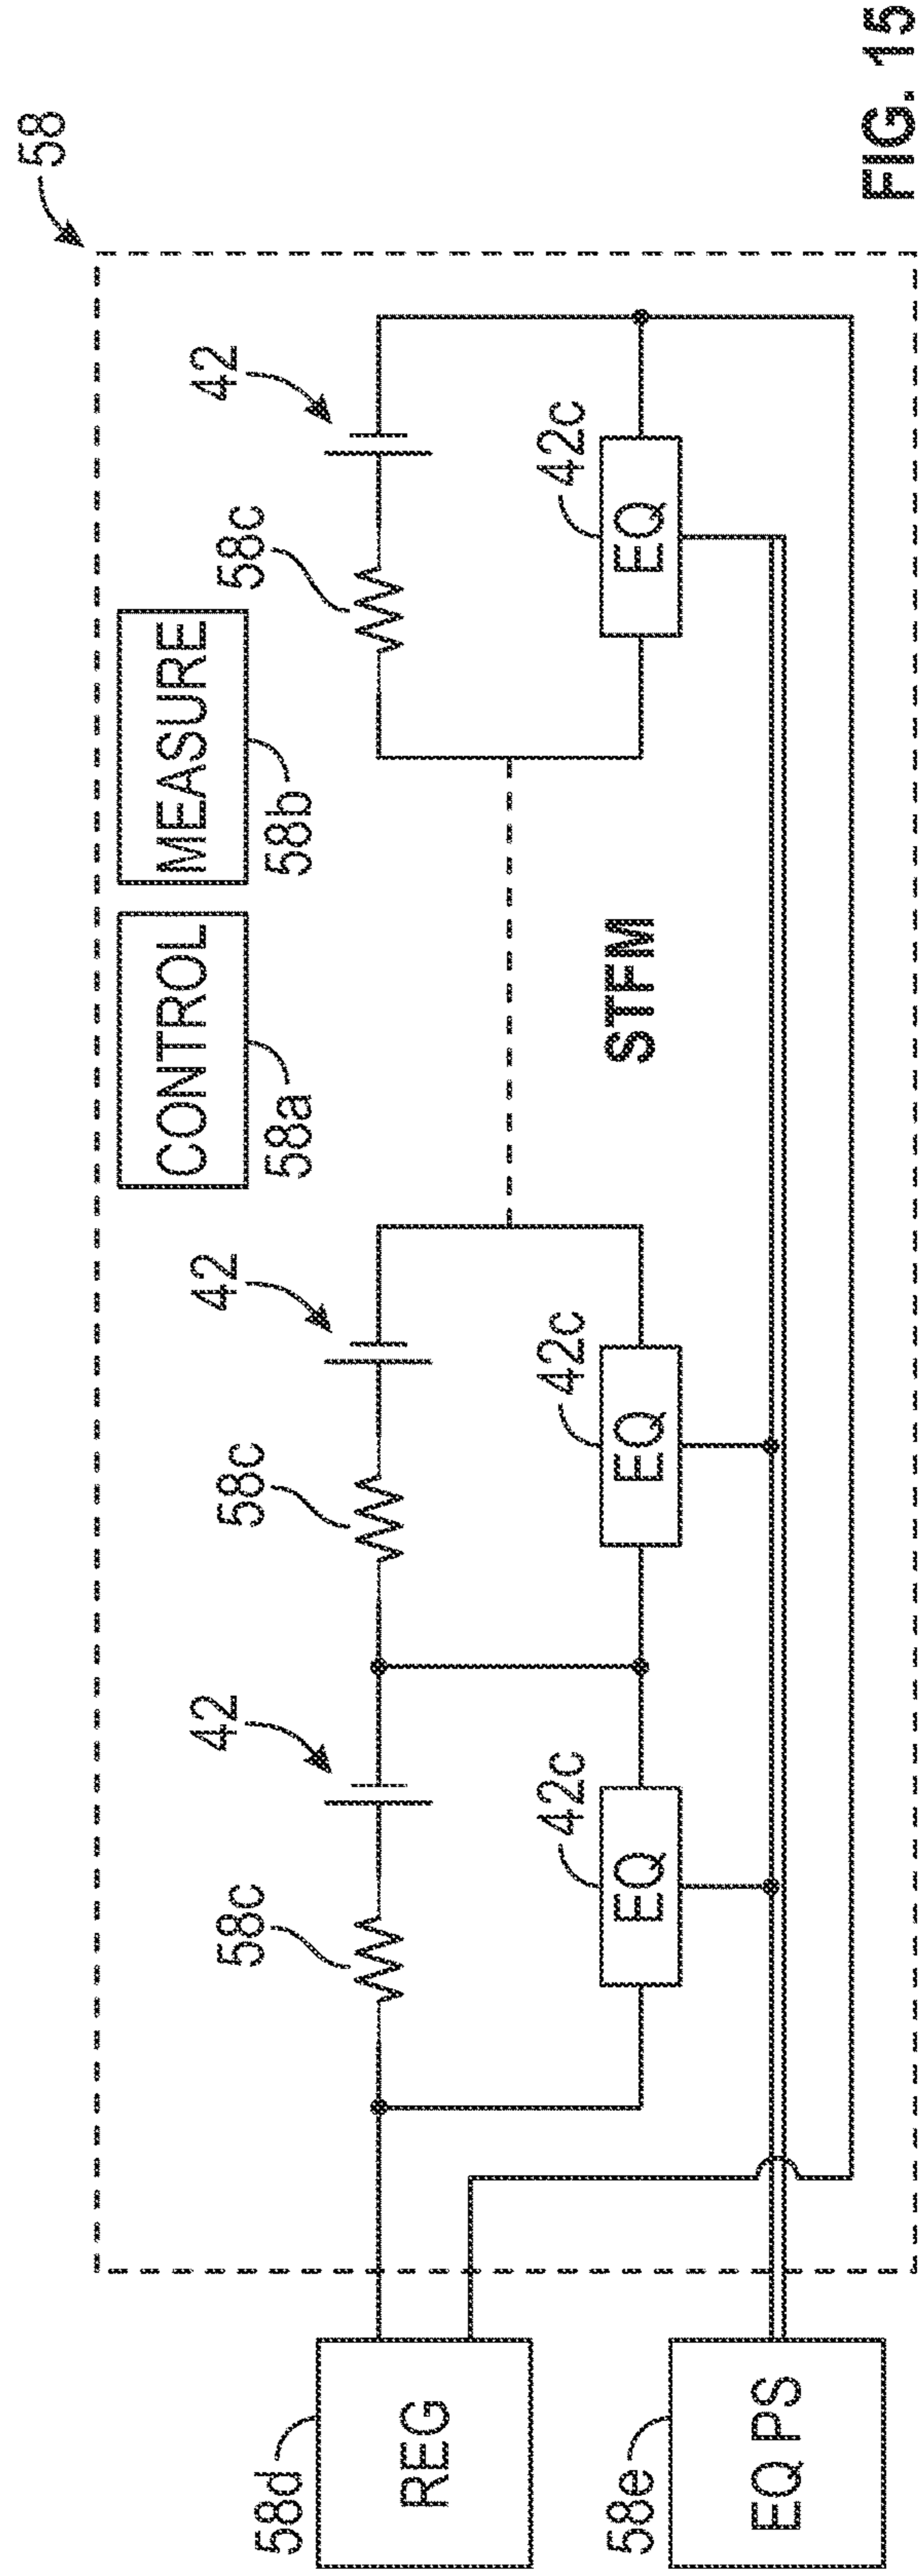 58
CONTROL
MEASURE
58a
58b
42
42
42
58c
58c
58c
42c
42c
42c
EQ
EQ
EQ
STFM
58d
REG
58e
EQ PS
FIG. 15